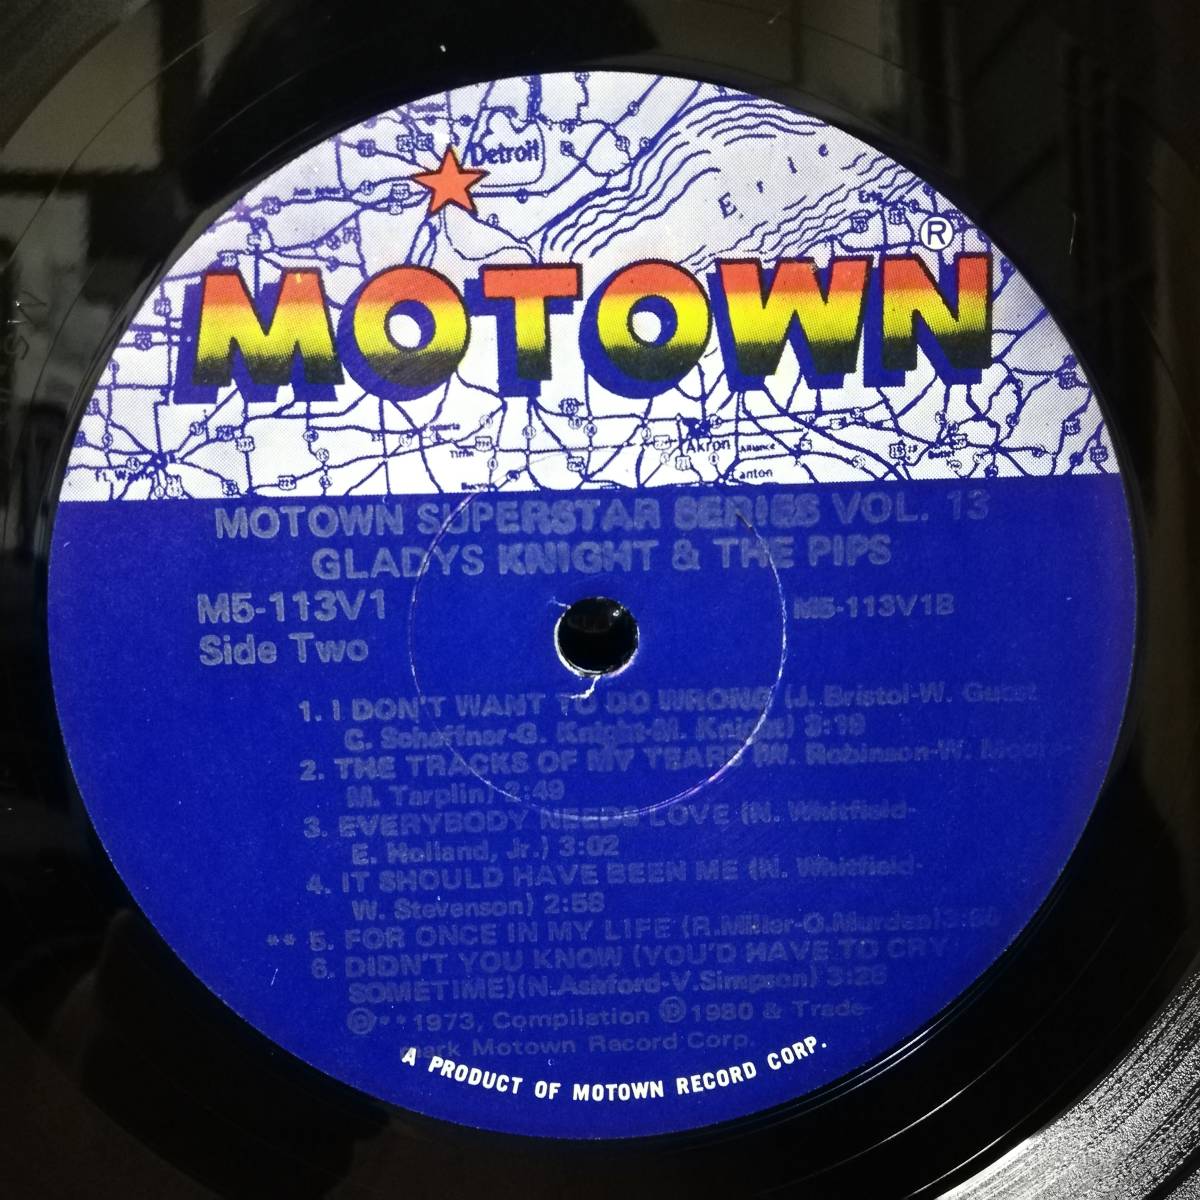 Detroit
Erie
®
MOTOWN
Akron
Ft. Wayne
anton
MOTOWN SUPERSTAR SERIES VOL. 13
GLADYS KNIGHT & THE PIPS
M5-113V1 M5-113V1B
Side Two
1. I DON'T WANT TO DO WRONG (J. Bristol-W. Guest
C. Schaffner-G. Knight-M. Knight) 3:19
2. THE TRACKS OF MY TEARS (W. Robinson-W. Moore-
M. Tarplin) 2:49
3. EVERYBODY NEEDS LOVE (N. Whitfield-
E. Holland, Jr.) 3:02
4. IT SHOULD HAVE BEEN ME (N. Whitfield-
W. Stevenson) 2:58
** 5. FOR ONCE IN MY LIFE (R.Miller-O.Murden)
6. DIDN'T YOU KNOW (YOU'D HAVE TO CRY
SOMETIME)(N.Ashford-V.Simpson) 3:26
℗**1973, Compilation ℗1980 & Trade-
mark Motown Record Corp.
A PRODUCT OF MOTOWN RECORD CORP.